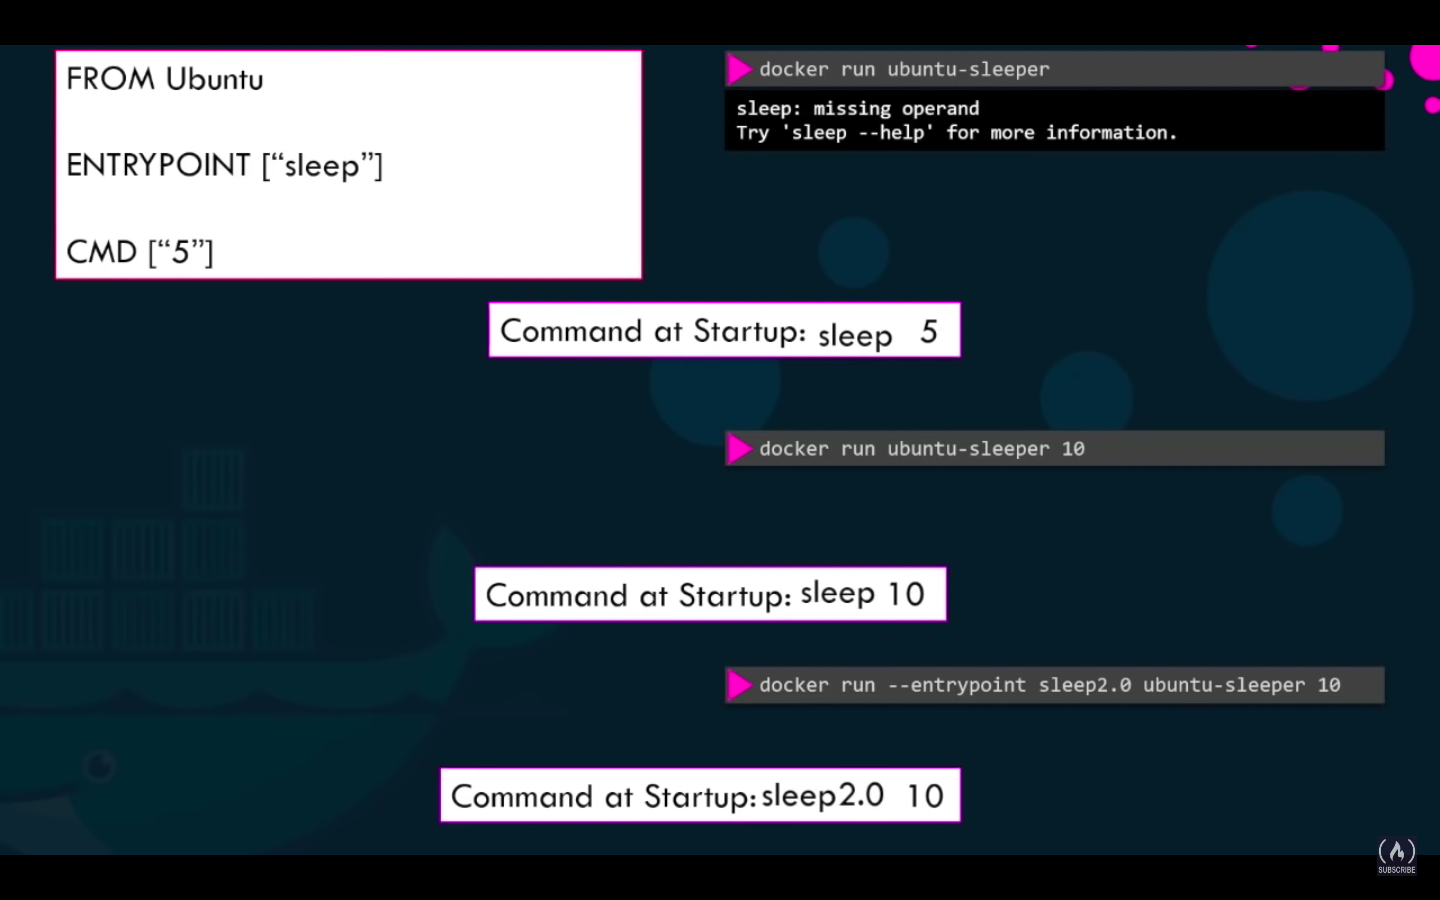 FROM Ubuntu
ENTRYPOINT [“sleep”]
CMD [“5”]
docker run ubuntu-sleeper
sleep: missing operand
Try 'sleep --help' for more information.
Command at Startup: sleep 5
docker run ubuntu-sleeper 10
Command at Startup: sleep 10
docker run --entrypoint sleep2.0 ubuntu-sleeper 10
Command at Startup: sleep2.0 10
SUBSCRIBE